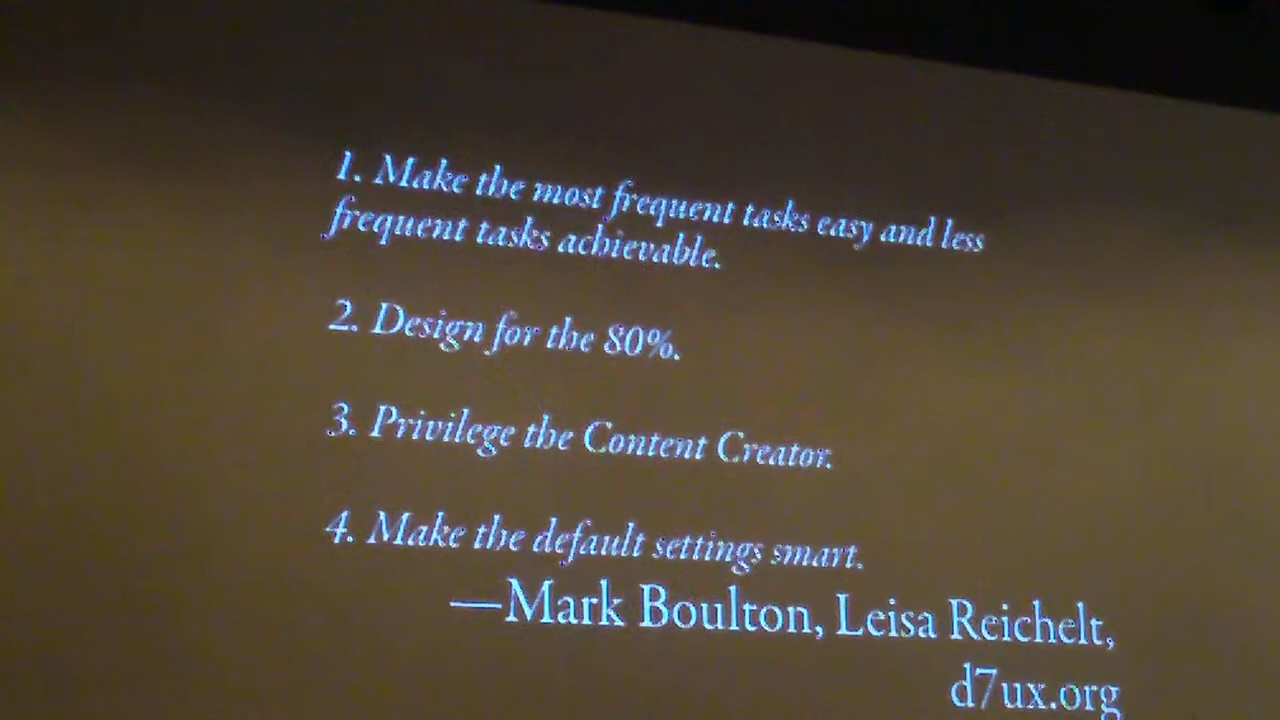 1. Make the most frequent tasks easy and less
frequent tasks achievable.
2. Design for the 80%.
3. Privilege the Content Creator.
4. Make the default settings smart.
—Mark Boulton, Leisa Reichelt,
d7ux.org